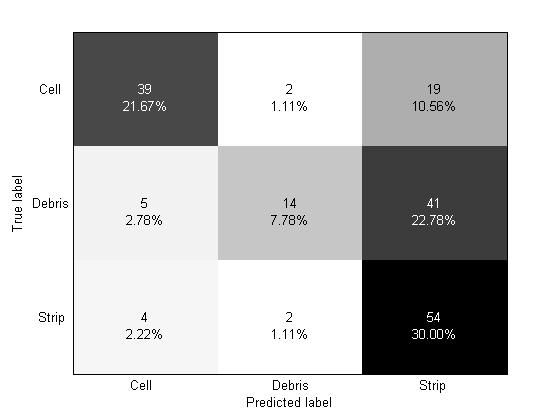 Cell
39
2
19
21.67%
1.11%
10.56%
True label
Debris
5
14
41
2.78%
7.78%
22.78%
Strip
4
2
54
2.22%
1.11%
30.00%
Cell
Debris
Strip
Predicted label